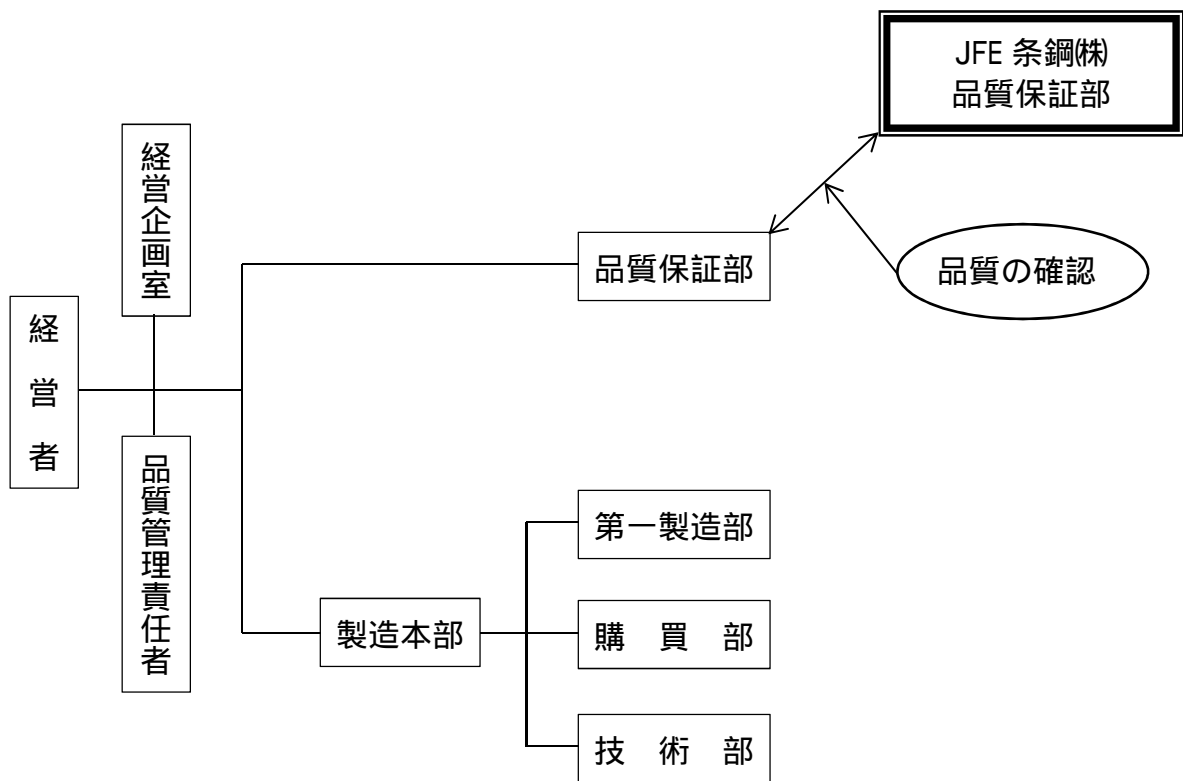 JFE 条鋼㈱
品質保証部
経営企画室
品質保証部
品質の確認
経営者
品質管理責任者
第一製造部
製造本部
購買部
技術部